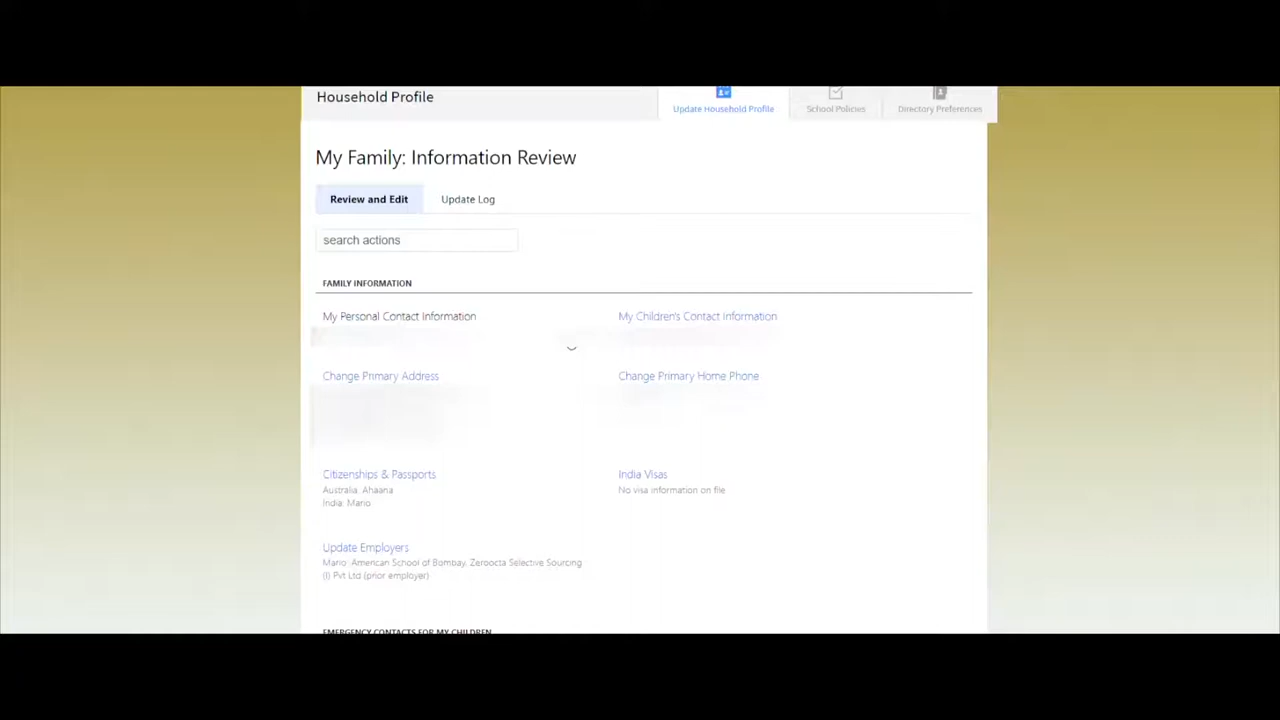 Household Profile
Update Household Profile
School Policies
Directory Preferences
My Family: Information Review
Review and Edit
Update Log
search actions
FAMILY INFORMATION
My Personal Contact Information
My Children's Contact Information
Change Primary Address
Change Primary Home Phone
Citizenships & Passports
Australia: Ahaana
India: Mario
India Visas
No visa information on file
Update Employers
Mario: American School of Bombay, Zeroocta Selective Sourcing
(I) Pvt Ltd (prior employer)
EMERGENCY CONTACTS FOR MY CHILDREN